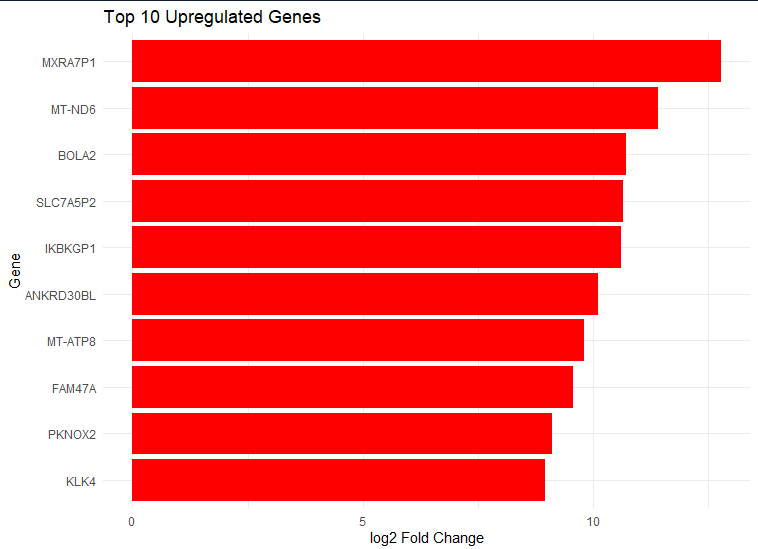 Top 10 Upregulated Genes
Gene
MXRA7P1
MT-ND6
BOLA2
SLC7A5P2
IKBKGP1
ANKRD30BL
MT-ATP8
FAM47A
PKNOX2
KLK4
0 5 10
log2 Fold Change